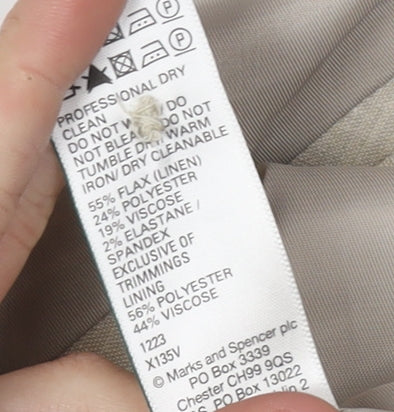 PROFESSIONAL DRY
CLEAN
DO NOT DO
NOT DO NOT
TUMBLE DRY/WARM
IRON/ DRY CLEANABLE
55% FLAX (LINEN)
24% POLYESTER
19% VISCOSE
2% ELASTANE /
SPANDEX
EXCLUSIVE OF
TRIMMINGS
LINING
56% POLYESTER
44% VISCOSE
1223
X135V
© Marks and Spencer plc
PO Box 3339
Chester CH99 9QS
PO Box 13022